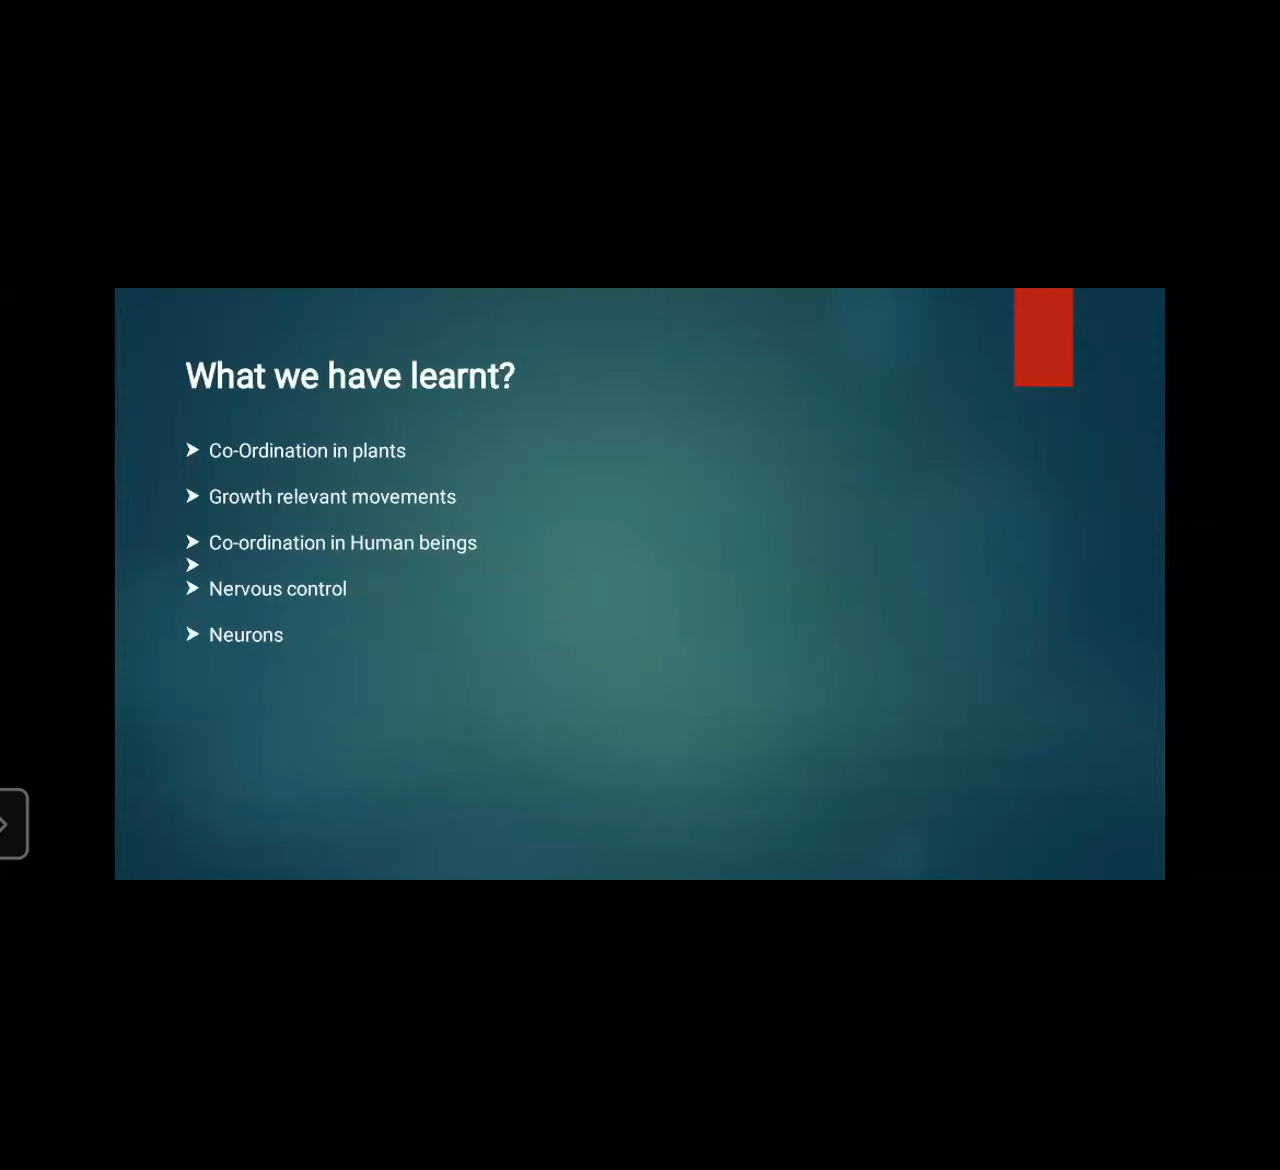 What we have learnt?
➤ Co-Ordination in plants
➤ Growth relevant movements
➤ Co-ordination in Human beings
➤
➤ Nervous control
➤ Neurons